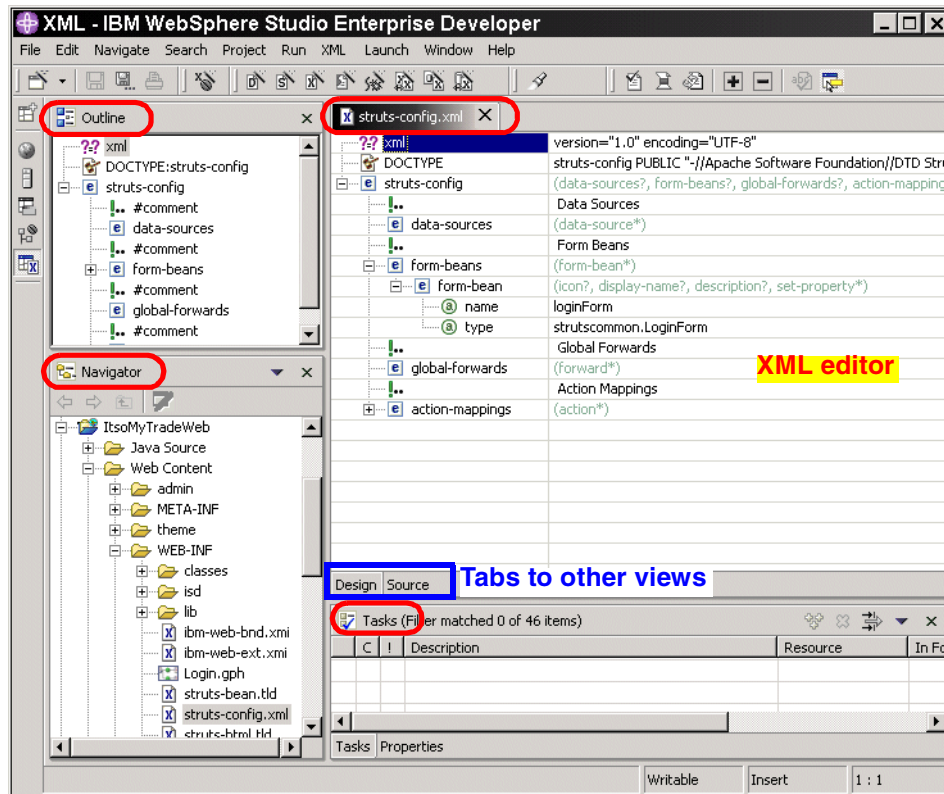 XML - IBM WebSphere Studio Enterprise Developer
File Edit Navigate Search Project Run XML Launch Window Help
Outline
?-? xml
DOCTYPE:struts-config
struts-config
#comment
data-sources
#comment
form-beans
#comment
global-forwards
#comment
Navigator
ItsoMyTradeWeb
Java Source
Web Content
admin
META-INF
theme
WEB-INF
classes
isd
lib
ibm-web-bnd.xmi
ibm-web-ext.xmi
Login.gph
struts-bean.tld
struts-config.xml
struts-html.tld
struts-config.xml
?-? xml version="1.0" encoding="UTF-8"
DOCTYPE struts-config PUBLIC "-//Apache Software Foundation//DTD Stru
struts-config (data-sources?, form-beans?, global-forwards?, action-mapping
Data Sources
data-sources (data-source*)
Form Beans
form-beans (form-bean*)
form-bean (icon?, display-name?, description?, set-property*)
name loginForm
type strutscommon.LoginForm
Global Forwards
global-forwards (forward*)
Action Mappings
action-mappings (action*)
XML editor
Design Source
Tabs to other views
Tasks (Filter matched 0 of 46 items)
C ! Description Resource In Fo
Tasks Properties
Writable Insert 1 : 1